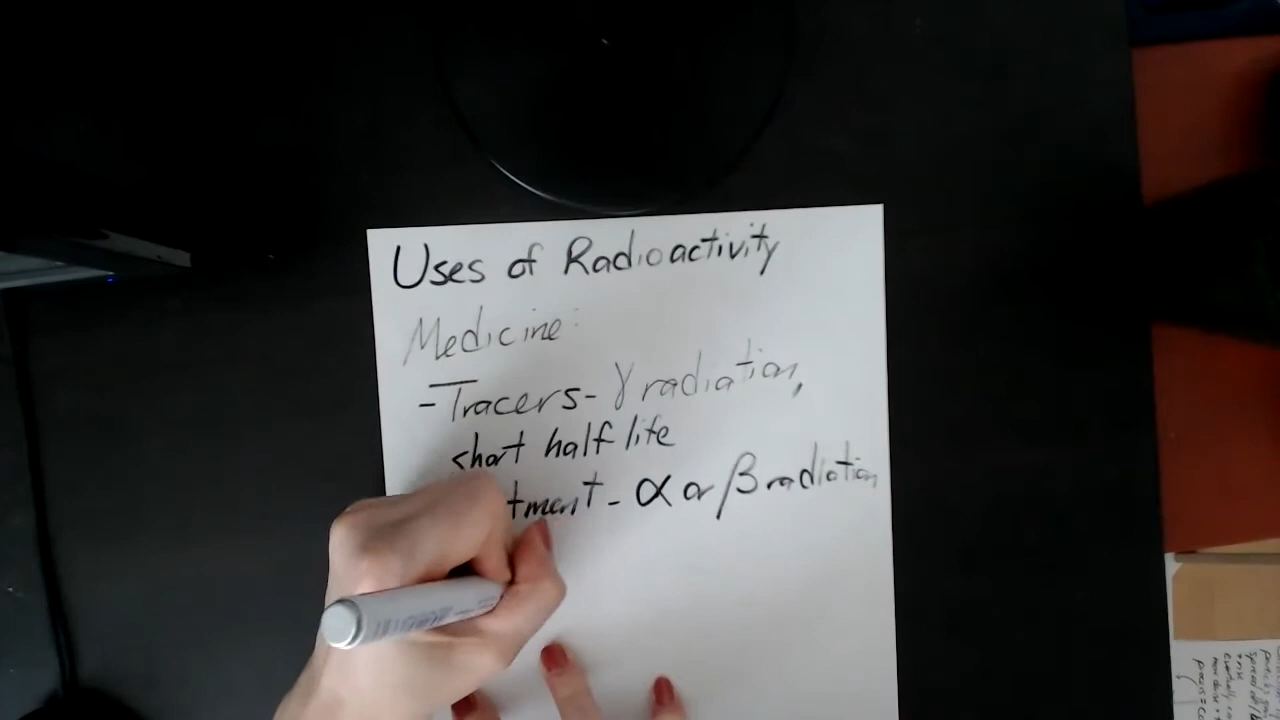 Uses of Radioactivity
Medicine:
- Tracers - γ radiation,
short half life
tment - α or β radiation